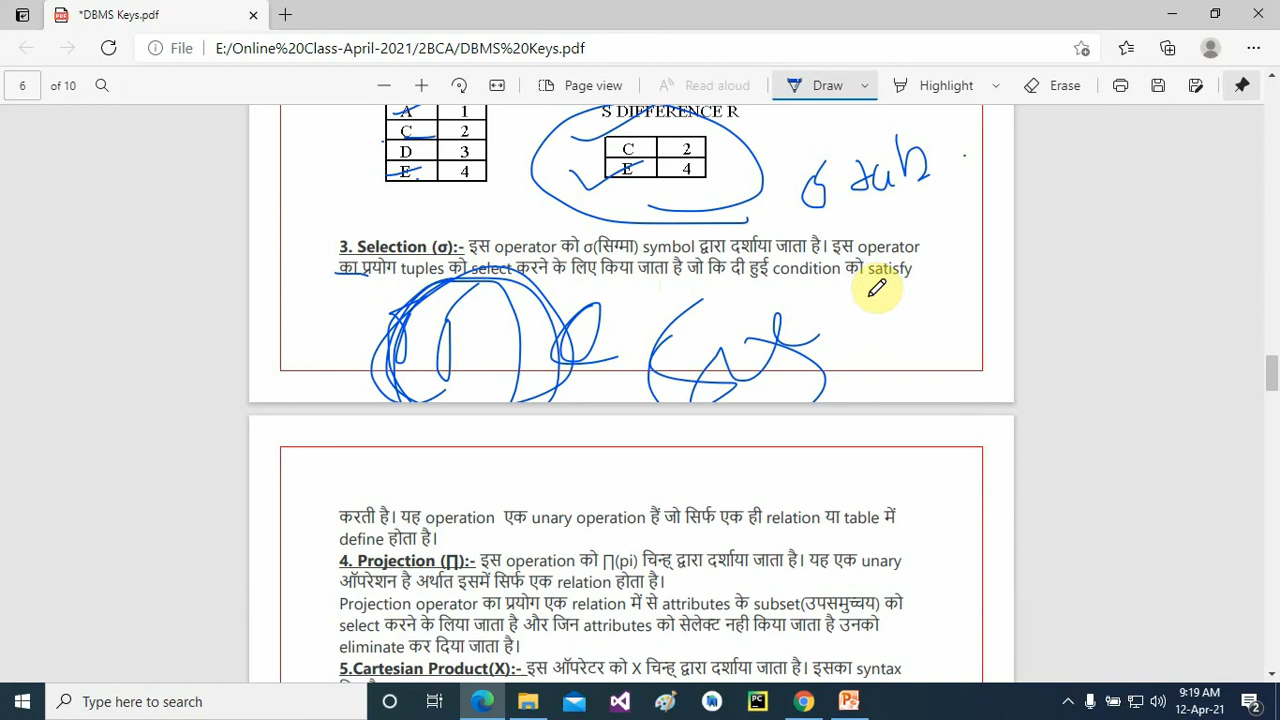 *DBMS Keys.pdf
File E:/Online%20Class-April-2021/2BCA/DBMS%20Keys.pdf
6 of 10 Page view Read aloud Draw Highlight Erase
A 1
C 2
D 3
E 4
S DIFFERENCE R
C 2
E 4
σ sub
3. Selection (σ):- इस operator को σ(सिग्मा) symbol द्वारा दर्शाया जाता है। इस operator
का प्रयोग tuples को select करने के लिए किया जाता है जो कि दी हुई condition को satisfy
करती है। यह operation एक unary operation हैं जो सिर्फ एक ही relation या table में
define होता है।
4. Projection (∏):- इस operation को ∏(pi) चिन्ह् द्वारा दर्शाया जाता है। यह एक unary
ऑपरेशन है अर्थात इसमें सिर्फ एक relation होता है।
Projection operator का प्रयोग एक relation में से attributes के subset(उपसमुच्चय) को
select करने के लिया जाता है और जिन attributes को सेलेक्ट नही किया जाता है उनको
eliminate कर दिया जाता है।
5.Cartesian Product(X):- इस ऑपरेटर को X चिन्ह् द्वारा दर्शाया जाता है। इसका syntax
Type here to search
9:19 AM
12-Apr-21
2